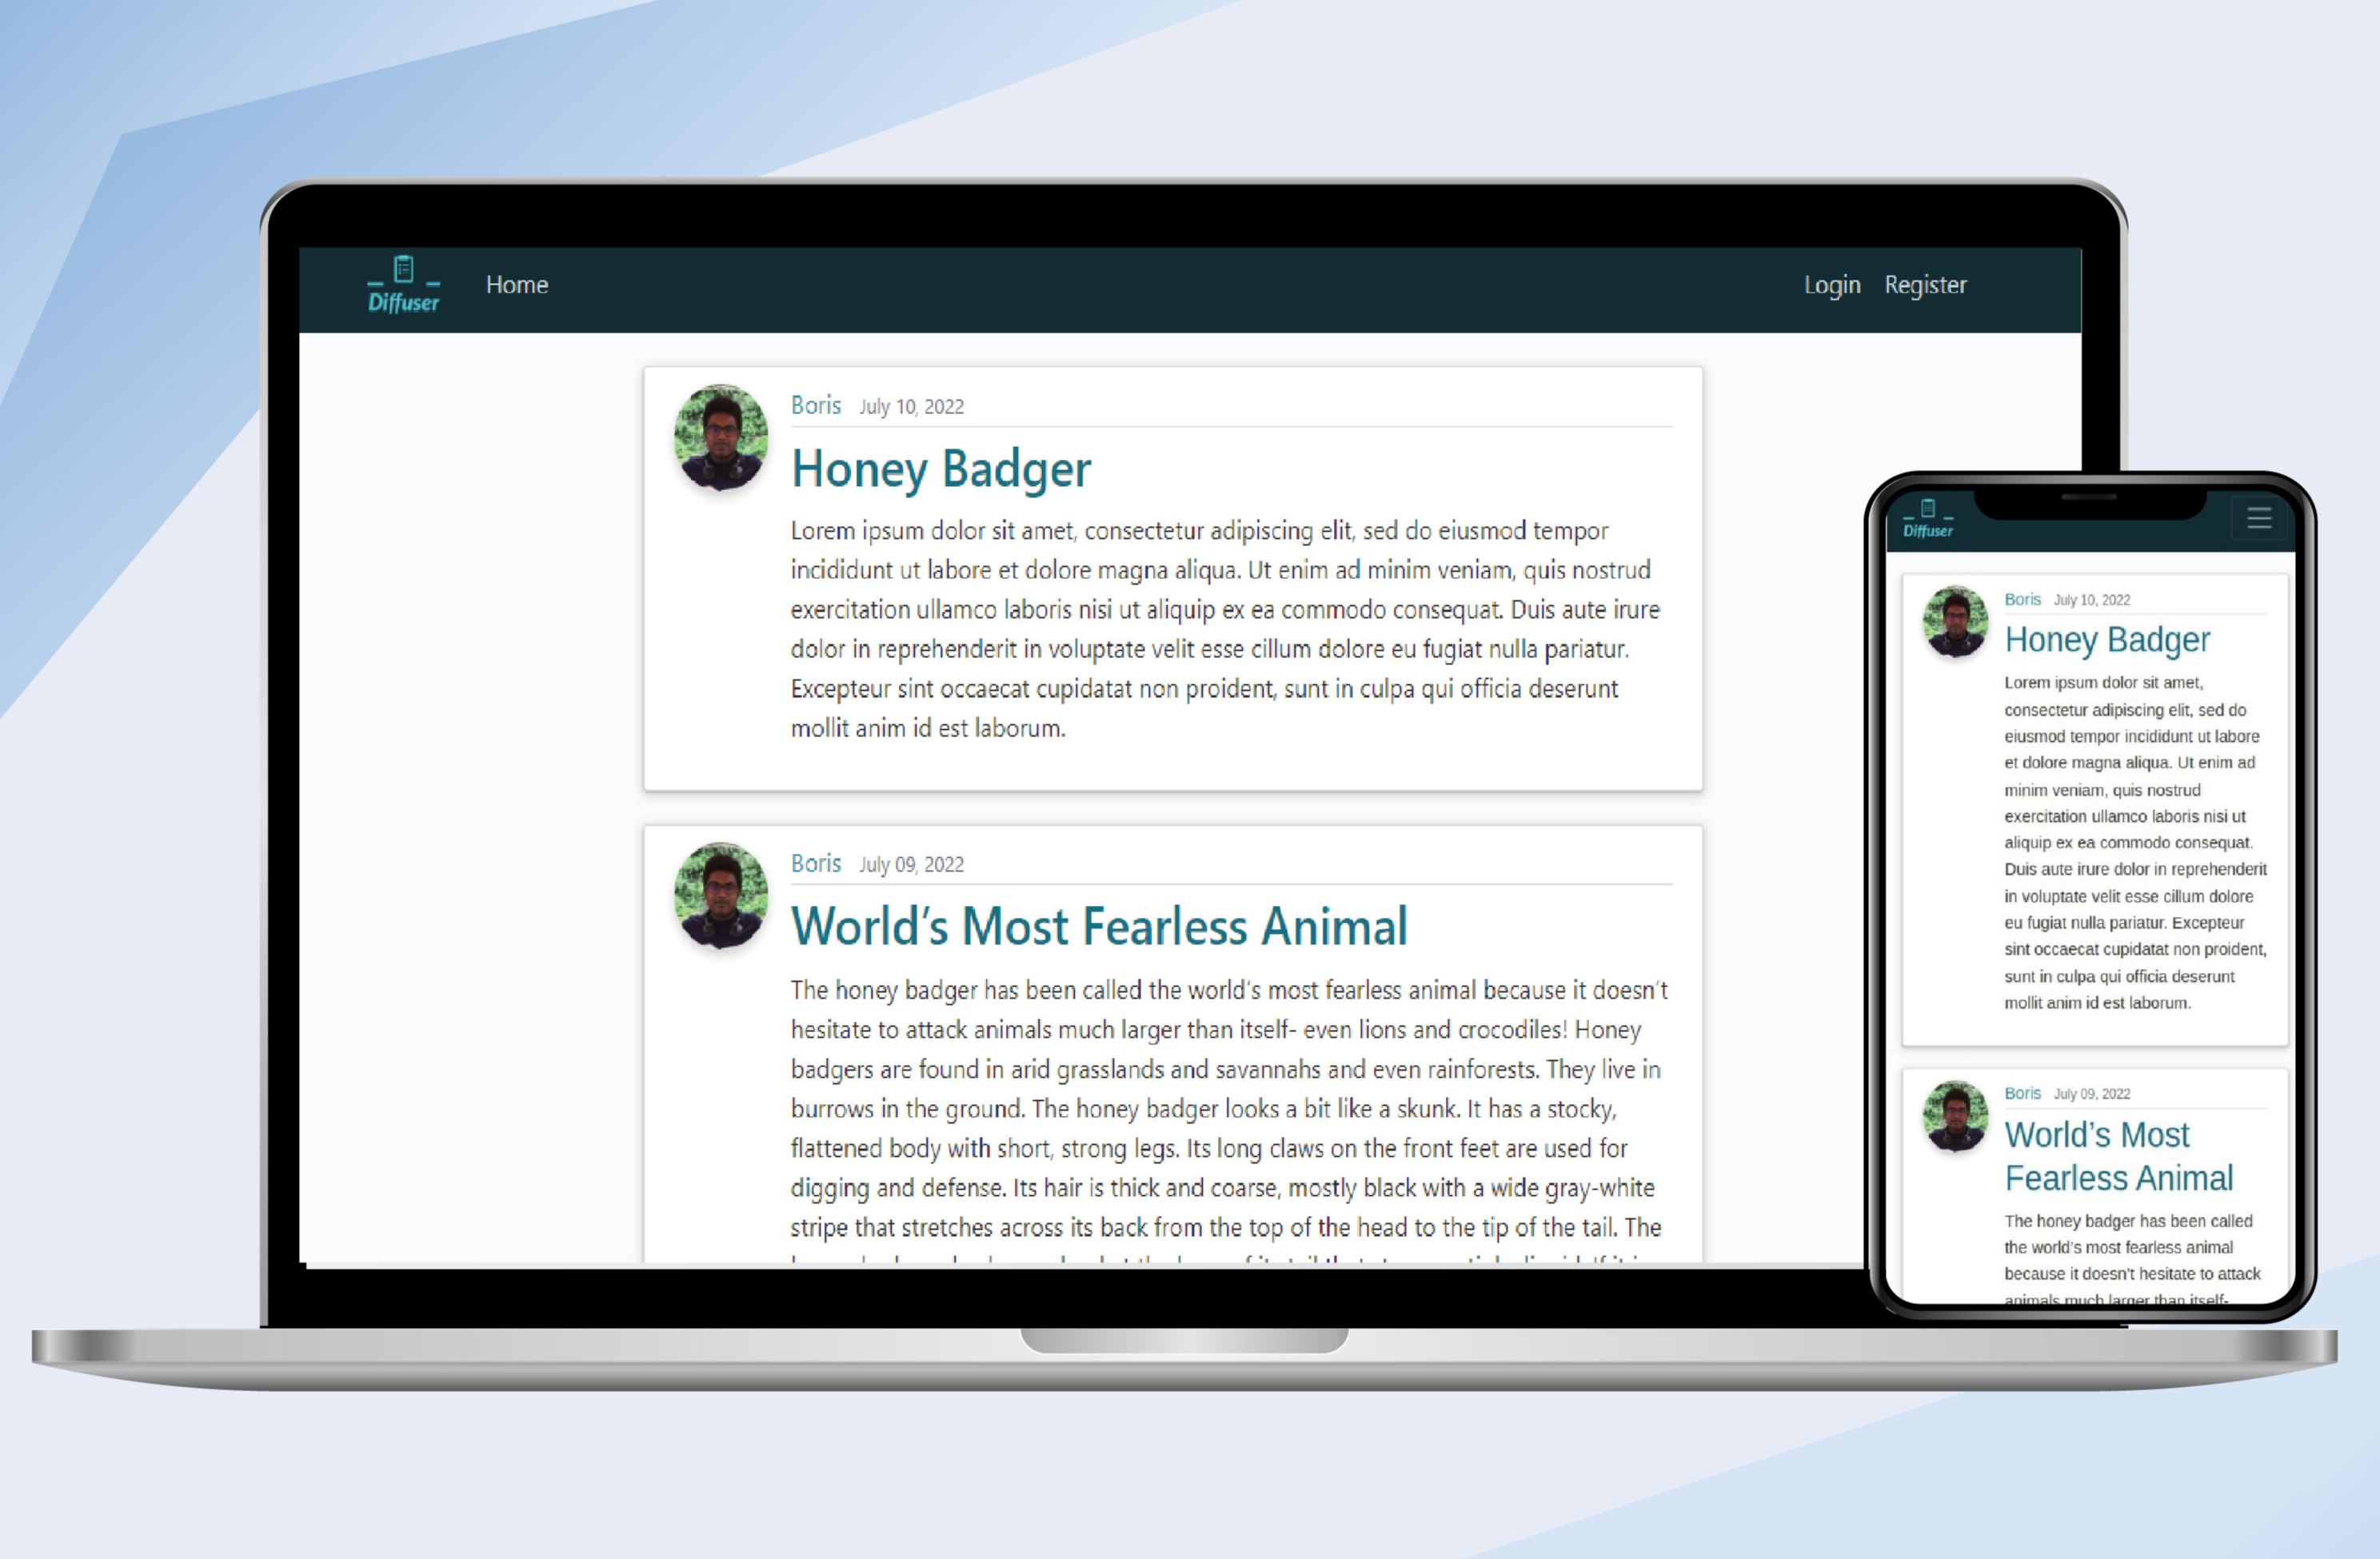 Diffuser
Home
Login Register
Boris July 10, 2022
Honey Badger
Lorem ipsum dolor sit amet, consectetur adipiscing elit, sed do eiusmod tempor
incididunt ut labore et dolore magna aliqua. Ut enim ad minim veniam, quis nostrud
exercitation ullamco laboris nisi ut aliquip ex ea commodo consequat. Duis aute irure
dolor in reprehenderit in voluptate velit esse cillum dolore eu fugiat nulla pariatur.
Excepteur sint occaecat cupidatat non proident, sunt in culpa qui officia deserunt
mollit anim id est laborum.
Boris July 09, 2022
World's Most Fearless Animal
The honey badger has been called the world's most fearless animal because it doesn't
hesitate to attack animals much larger than itself- even lions and crocodiles! Honey
badgers are found in arid grasslands and savannahs and even rainforests. They live in
burrows in the ground. The honey badger looks a bit like a skunk. It has a stocky,
flattened body with short, strong legs. Its long claws on the front feet are used for
digging and defense. Its hair is thick and coarse, mostly black with a wide gray-white
stripe that stretches across its back from the top of the head to the tip of the tail. The
Diffuser
Boris July 10, 2022
Honey Badger
Lorem ipsum dolor sit amet,
consectetur adipiscing elit, sed do
eiusmod tempor incididunt ut labore
et dolore magna aliqua. Ut enim ad
minim veniam, quis nostrud
exercitation ullamco laboris nisi ut
aliquip ex ea commodo consequat.
Duis aute irure dolor in reprehenderit
in voluptate velit esse cillum dolore
eu fugiat nulla pariatur. Excepteur
sint occaecat cupidatat non proident,
sunt in culpa qui officia deserunt
mollit anim id est laborum.
Boris July 09, 2022
World's Most
Fearless Animal
The honey badger has been called
the world's most fearless animal
because it doesn't hesitate to attack
animals much larger than itself-